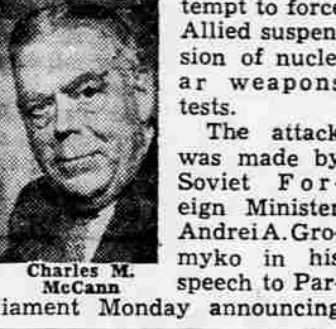 tempt to force
Allied suspen
sion of nucle
ar weapons
tests.
The attack
was made by
Soviet For-
eign Minister
Andrei A. Gro-
myko in his
speech to Par-
liament Monday announcing
Charles M.
McCann